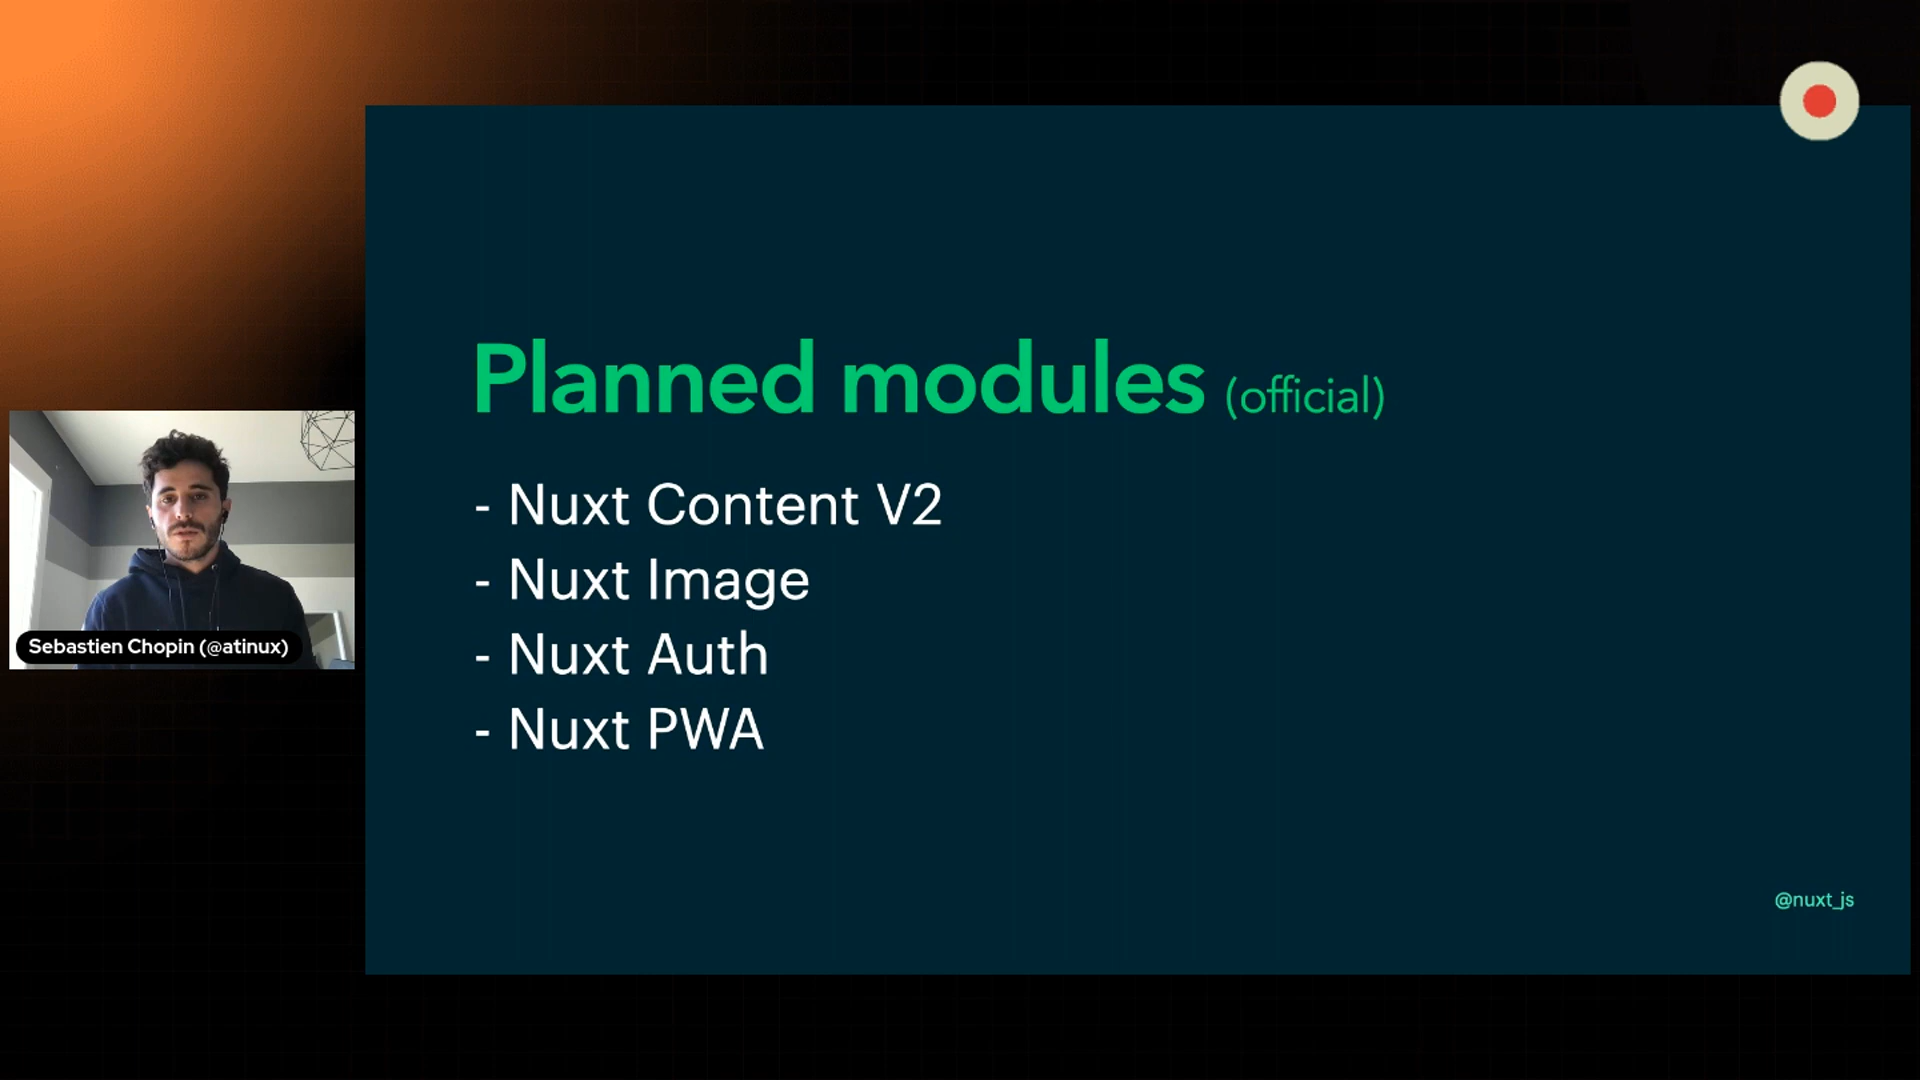 Planned modules (official)
- Nuxt Content V2
- Nuxt Image
- Nuxt Auth
- Nuxt PWA
Sebastien Chopin (@atinux)
@nuxt_js